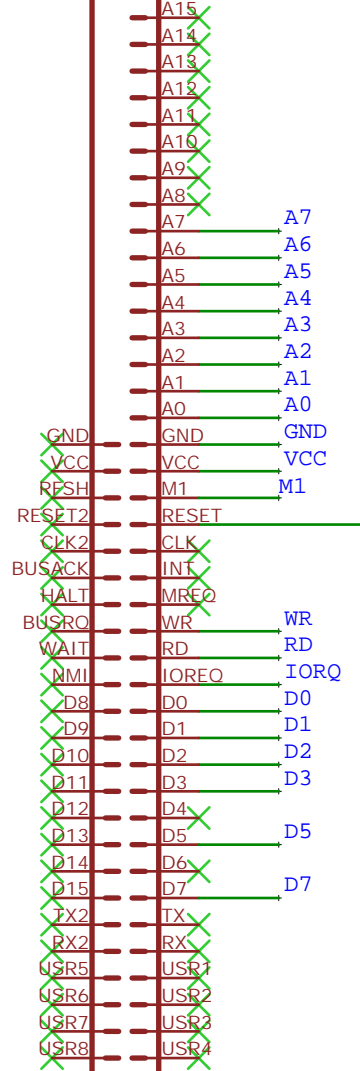 A15
A14
A13
A12
A11
A10
A9
A8
A7 A7
A6 A6
A5 A5
A4 A4
A3 A3
A2 A2
A1 A1
A0 A0
GND GND GND
VCC VCC VCC
RFSH M1 M1
RESET2 RESET
CLK2 CLK
BUSACK INT
HALT MREQ
BUSRQ WR WR
WAIT RD RD
NMI IOREQ IORQ
D8 D0 D0
D9 D1 D1
D10 D2 D2
D11 D3 D3
D12 D4
D13 D5 D5
D14 D6
D15 D7 D7
TX2 TX
RX2 RX
USR5 USR1
USR6 USR2
USR7 USR3
USR8 USR4